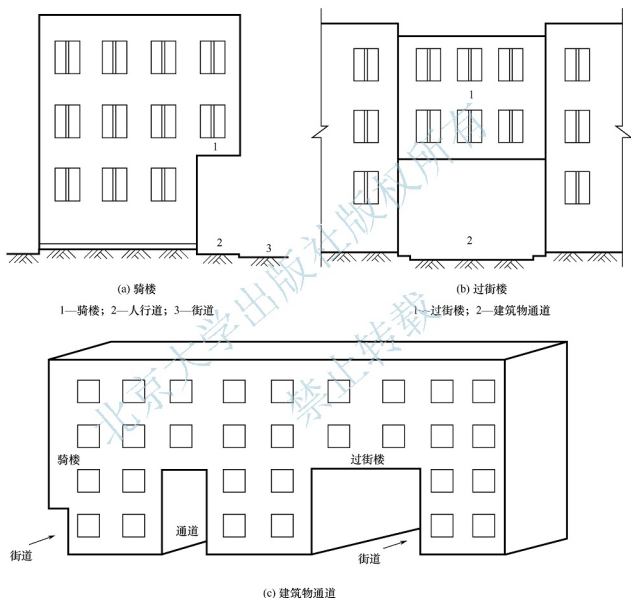 1
2
3
1
2
(a) 骑楼
(b) 过街楼
1—骑楼；2—人行道；3—街道
1—过街楼；2—建筑物通道
北京大学出版社版权所有
禁止转载
骑楼
过街楼
通道
街道
街道
(c) 建筑物通道